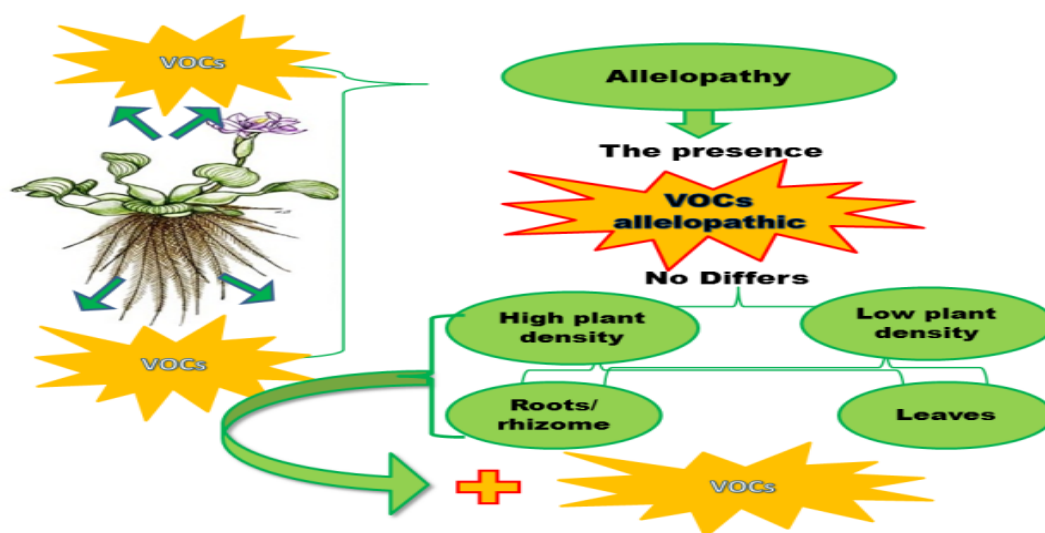 VOCs
VOCs
Allelopathy
The presence
VOCs
allelopathic
No Differs
High plant
density
Low plant
density
Roots/
rhizome
Leaves
VOCs